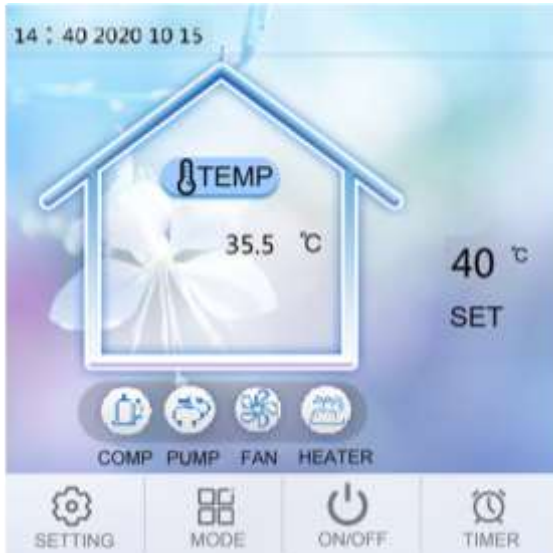 14 : 40 2020 10 15
TEMP
35.5 ℃
40 ℃
SET
COMP PUMP FAN HEATER
SETTING MODE ON/OFF TIMER